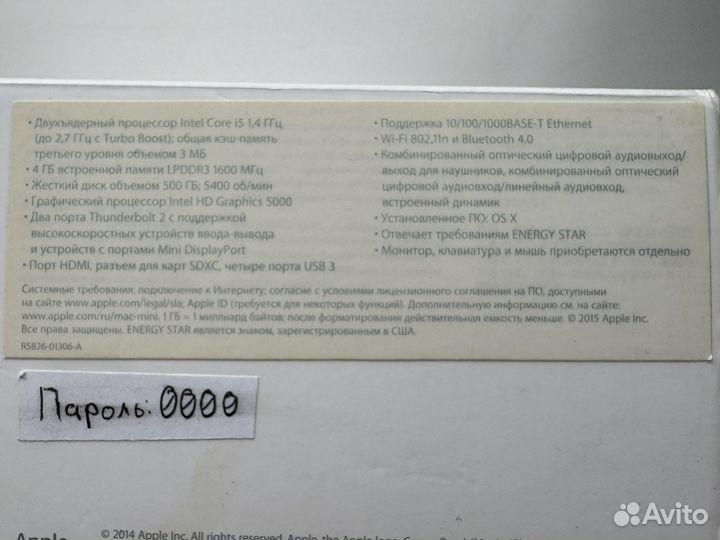 • Двухъядерный процессор Intel Core i5 1,4 ГГц
(до 2,7 ГГц с Turbo Boost); общая кэш-память
третьего уровня объемом 3 МБ
• 4 ГБ встроенной памяти LPDDR3 1600 МГц
• Жесткий диск объемом 500 ГБ; 5400 об/мин
• Графический процессор Intel HD Graphics 5000
• Два порта Thunderbolt 2 с поддержкой
высокоскоростных устройств ввода-вывода
и устройств с портами Mini DisplayPort
• Порт HDMI, разъем для карт SDXC, четыре порта USB 3
• Поддержка 10/100/1000BASE-T Ethernet
• Wi-Fi 802,11n и Bluetooth 4.0
• Комбинированный оптический цифровой аудиовыход/
выход для наушников, комбинированный оптический
цифровой аудиовход/линейный аудиовход,
встроенный динамик
• Установленное ПО: OS X
• Отвечает требованиям ENERGY STAR
• Монитор, клавиатура и мышь приобретаются отдельно
Системные требования: подключение к Интернету; согласие с условиями лицензионного соглашения на ПО, доступными
на сайте www.apple.com/legal/sla; Apple ID (требуется для некоторых функций). Дополнительную информацию см. на сайте:
www.apple.com/ru/mac-mini. 1 ГБ = 1 миллиард байтов; после форматирования действительная емкость меньше. © 2015 Apple Inc.
Все права защищены. ENERGY STAR является знаком, зарегистрированным в США.
RS826-01306-A
Пароль: 0000
Apple
© 2014 Apple Inc. All rights reserved. Apple, the Apple logo,
Avito